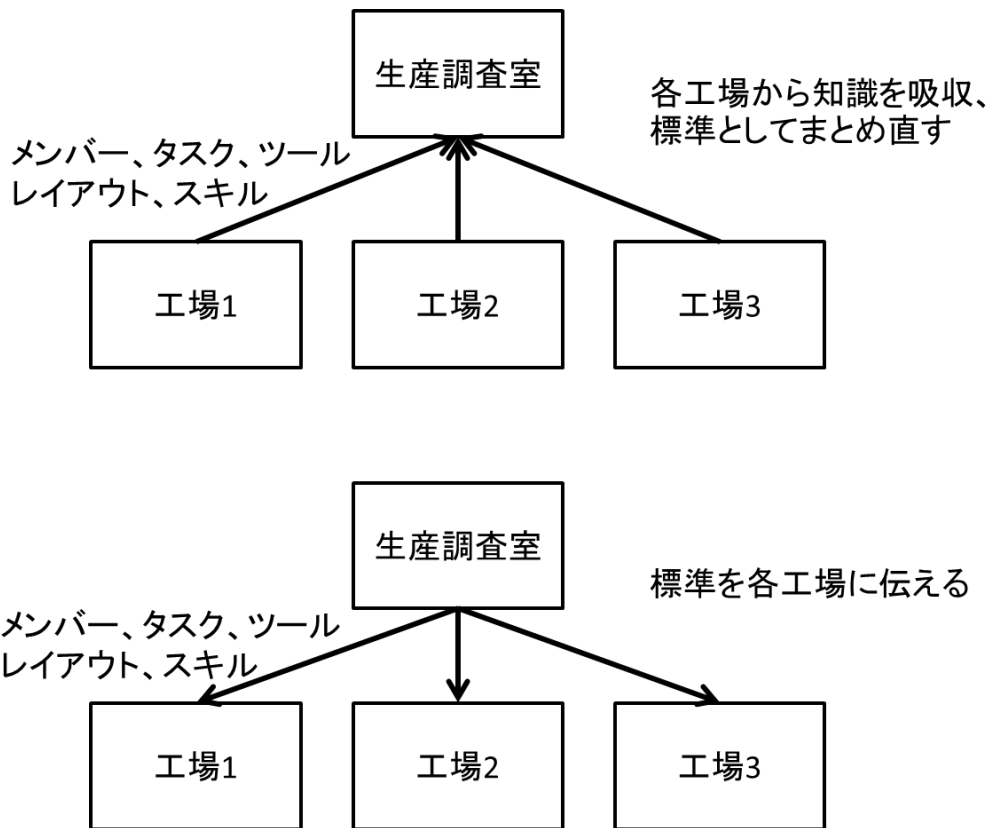 生産調査室
各工場から知識を吸収、
標準としてまとめ直す
メンバー、タスク、ツール
レイアウト、スキル
工場1
工場2
工場3
生産調査室
標準を各工場に伝える
メンバー、タスク、ツール
レイアウト、スキル
工場1
工場2
工場3